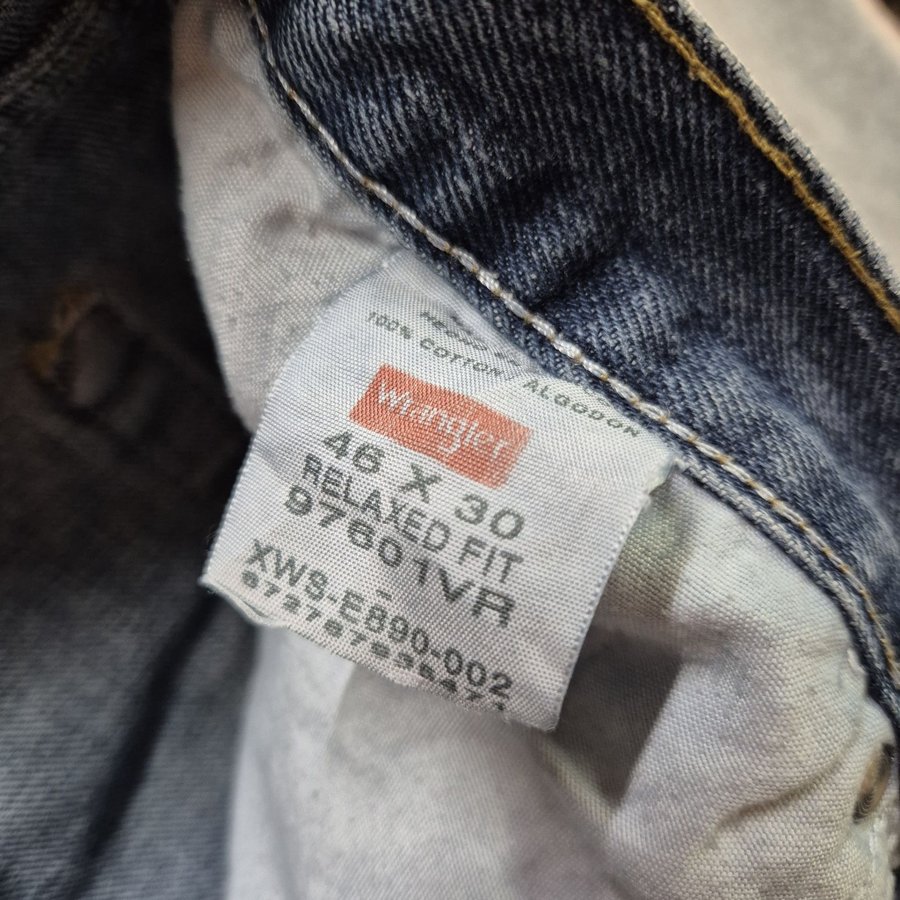 100% COTTON / ALGODON
Wrangler
46 X 30
RELAXED FIT
97601VR
XWS-E890-002